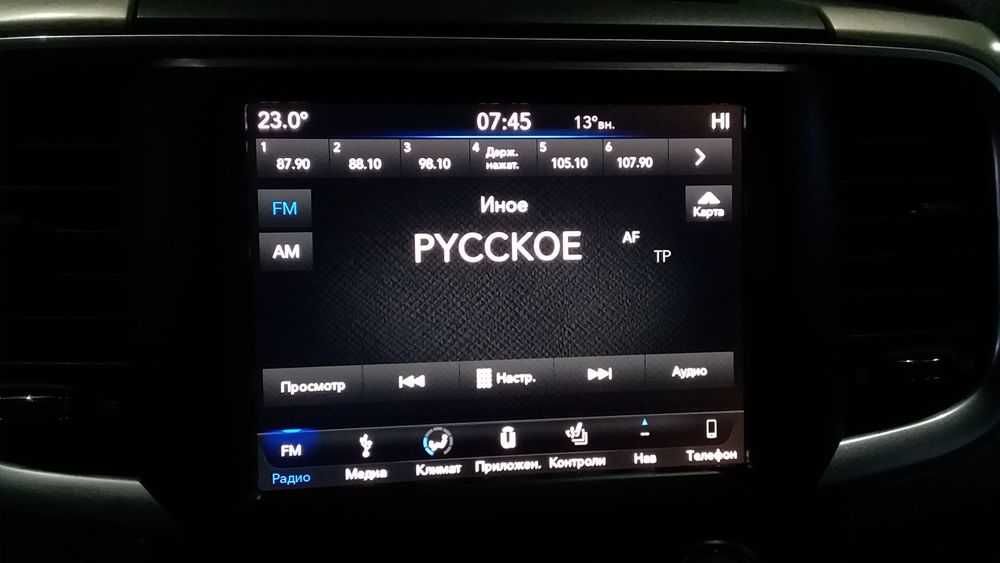 23.0° 07:45 13°вн. HI
1 87.90 2 88.10 3 98.10 4 Держ. нажат. 5 105.10 6 107.90
FM Иное Карта
AM РУССКОЕ AF
TP
Просмотр Настр. Аудио
FM
Радио Медиа Климат Приложен. Контроли Нав Телефон